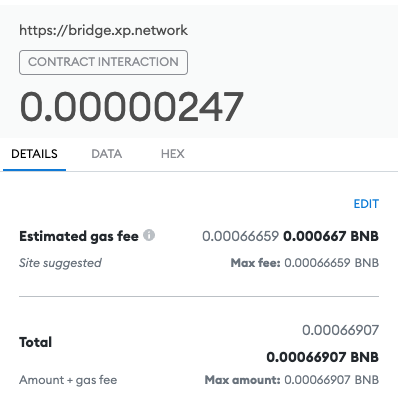 https://bridge.xp.network
CONTRACT INTERACTION
0.00000247
DETAILS DATA HEX
EDIT
Estimated gas fee 0.00066659 0.000667 BNB
Site suggested Max fee: 0.00066659 BNB
0.00066907
Total
0.00066907 BNB
Amount + gas fee Max amount: 0.00066907 BNB